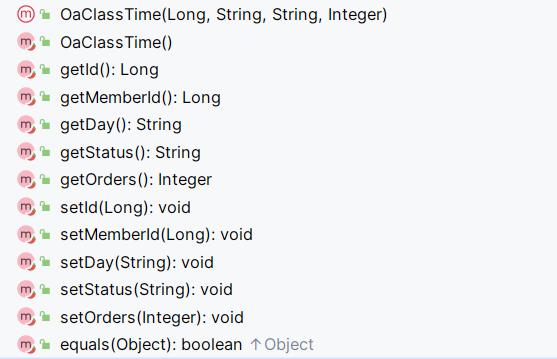 OaClassTime(Long, String, String, Integer)
OaClassTime()
getId(): Long
getMemberId(): Long
getDay(): String
getStatus(): String
getOrders(): Integer
setId(Long): void
setMemberId(Long): void
setDay(String): void
setStatus(String): void
setOrders(Integer): void
equals(Object): boolean ↑Object